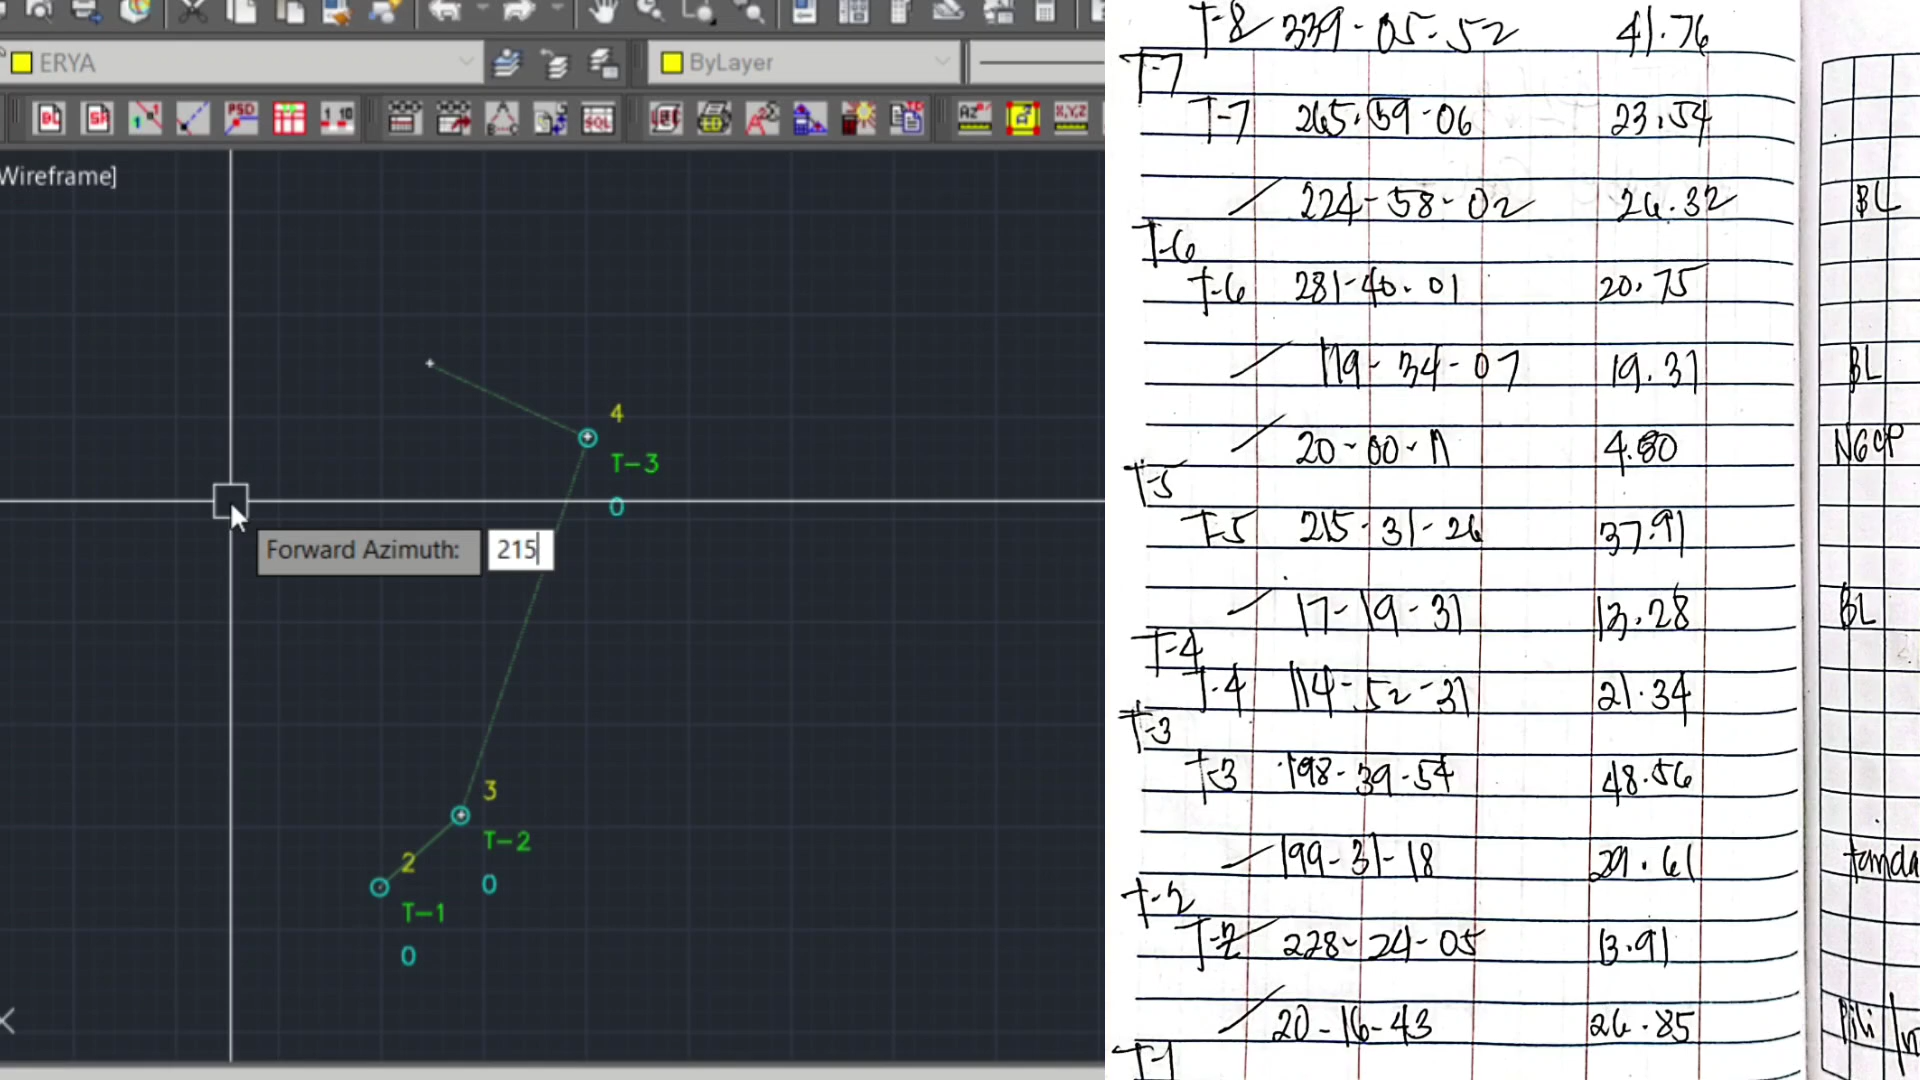 ERYA
ByLayer
Wireframe]
4
T-3
0
Forward Azimuth: 215
3
T-2
0
2
T-1
0
T-8 339-05-52 41.76
T-7
T-7 265-59-06 23.54
224-58-02 26.32 BL
T-6
T-6 281-40-01 20.75
119-34-07 19.31 BL
20-00-11 4.80 NGCP
T-5
T-5 215-31-26 37.91
17-19-31 13.28 BL
T-4
T-4 114-52-31 21.34
T-3
T-3 198-39-54 48.56
199-31-18 29.61
T-2
T-2 228-24-05 13.91
20-16-43 26.85 Pili
T-1